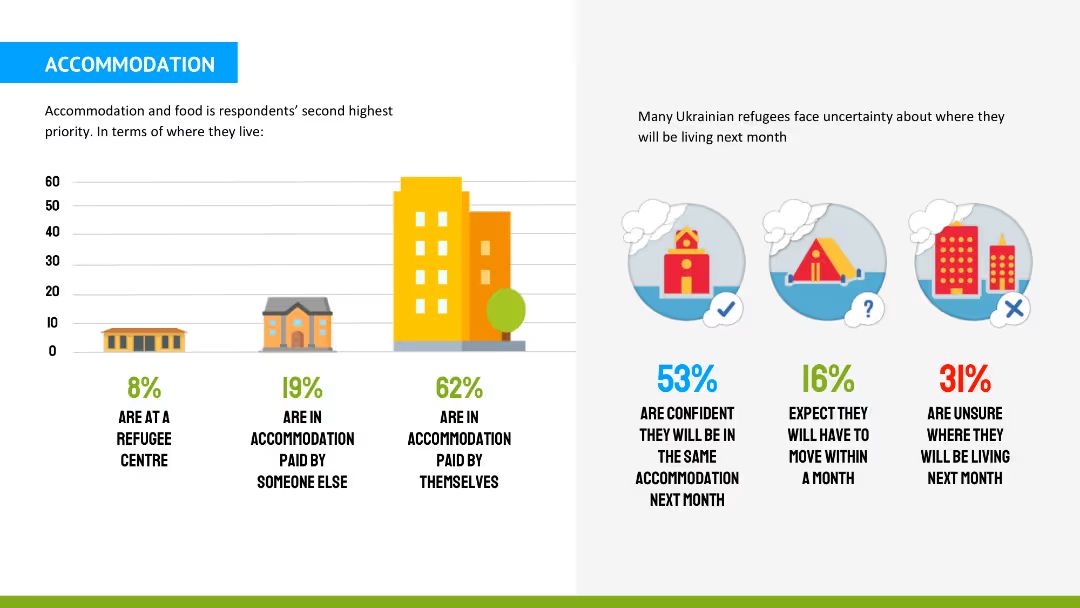 ACCOMMODATION
Accommodation and food is respondents’ second highest
priority. In terms of where they live:
60
50
40
30
20
10
0
8%
ARE AT A
REFUGEE
CENTRE
19%
ARE IN
ACCOMMODATION
PAID BY
SOMEONE ELSE
62%
ARE IN
ACCOMMODATION
PAID BY
THEMSELVES
Many Ukrainian refugees face uncertainty about where they
will be living next month
?
53%
ARE CONFIDENT
THEY WILL BE IN
THE SAME
ACCOMMODATION
NEXT MONTH
16%
EXPECT THEY
WILL HAVE TO
MOVE WITHIN
A MONTH
31%
ARE UNSURE
WHERE THEY
WILL BE LIVING
NEXT MONTH